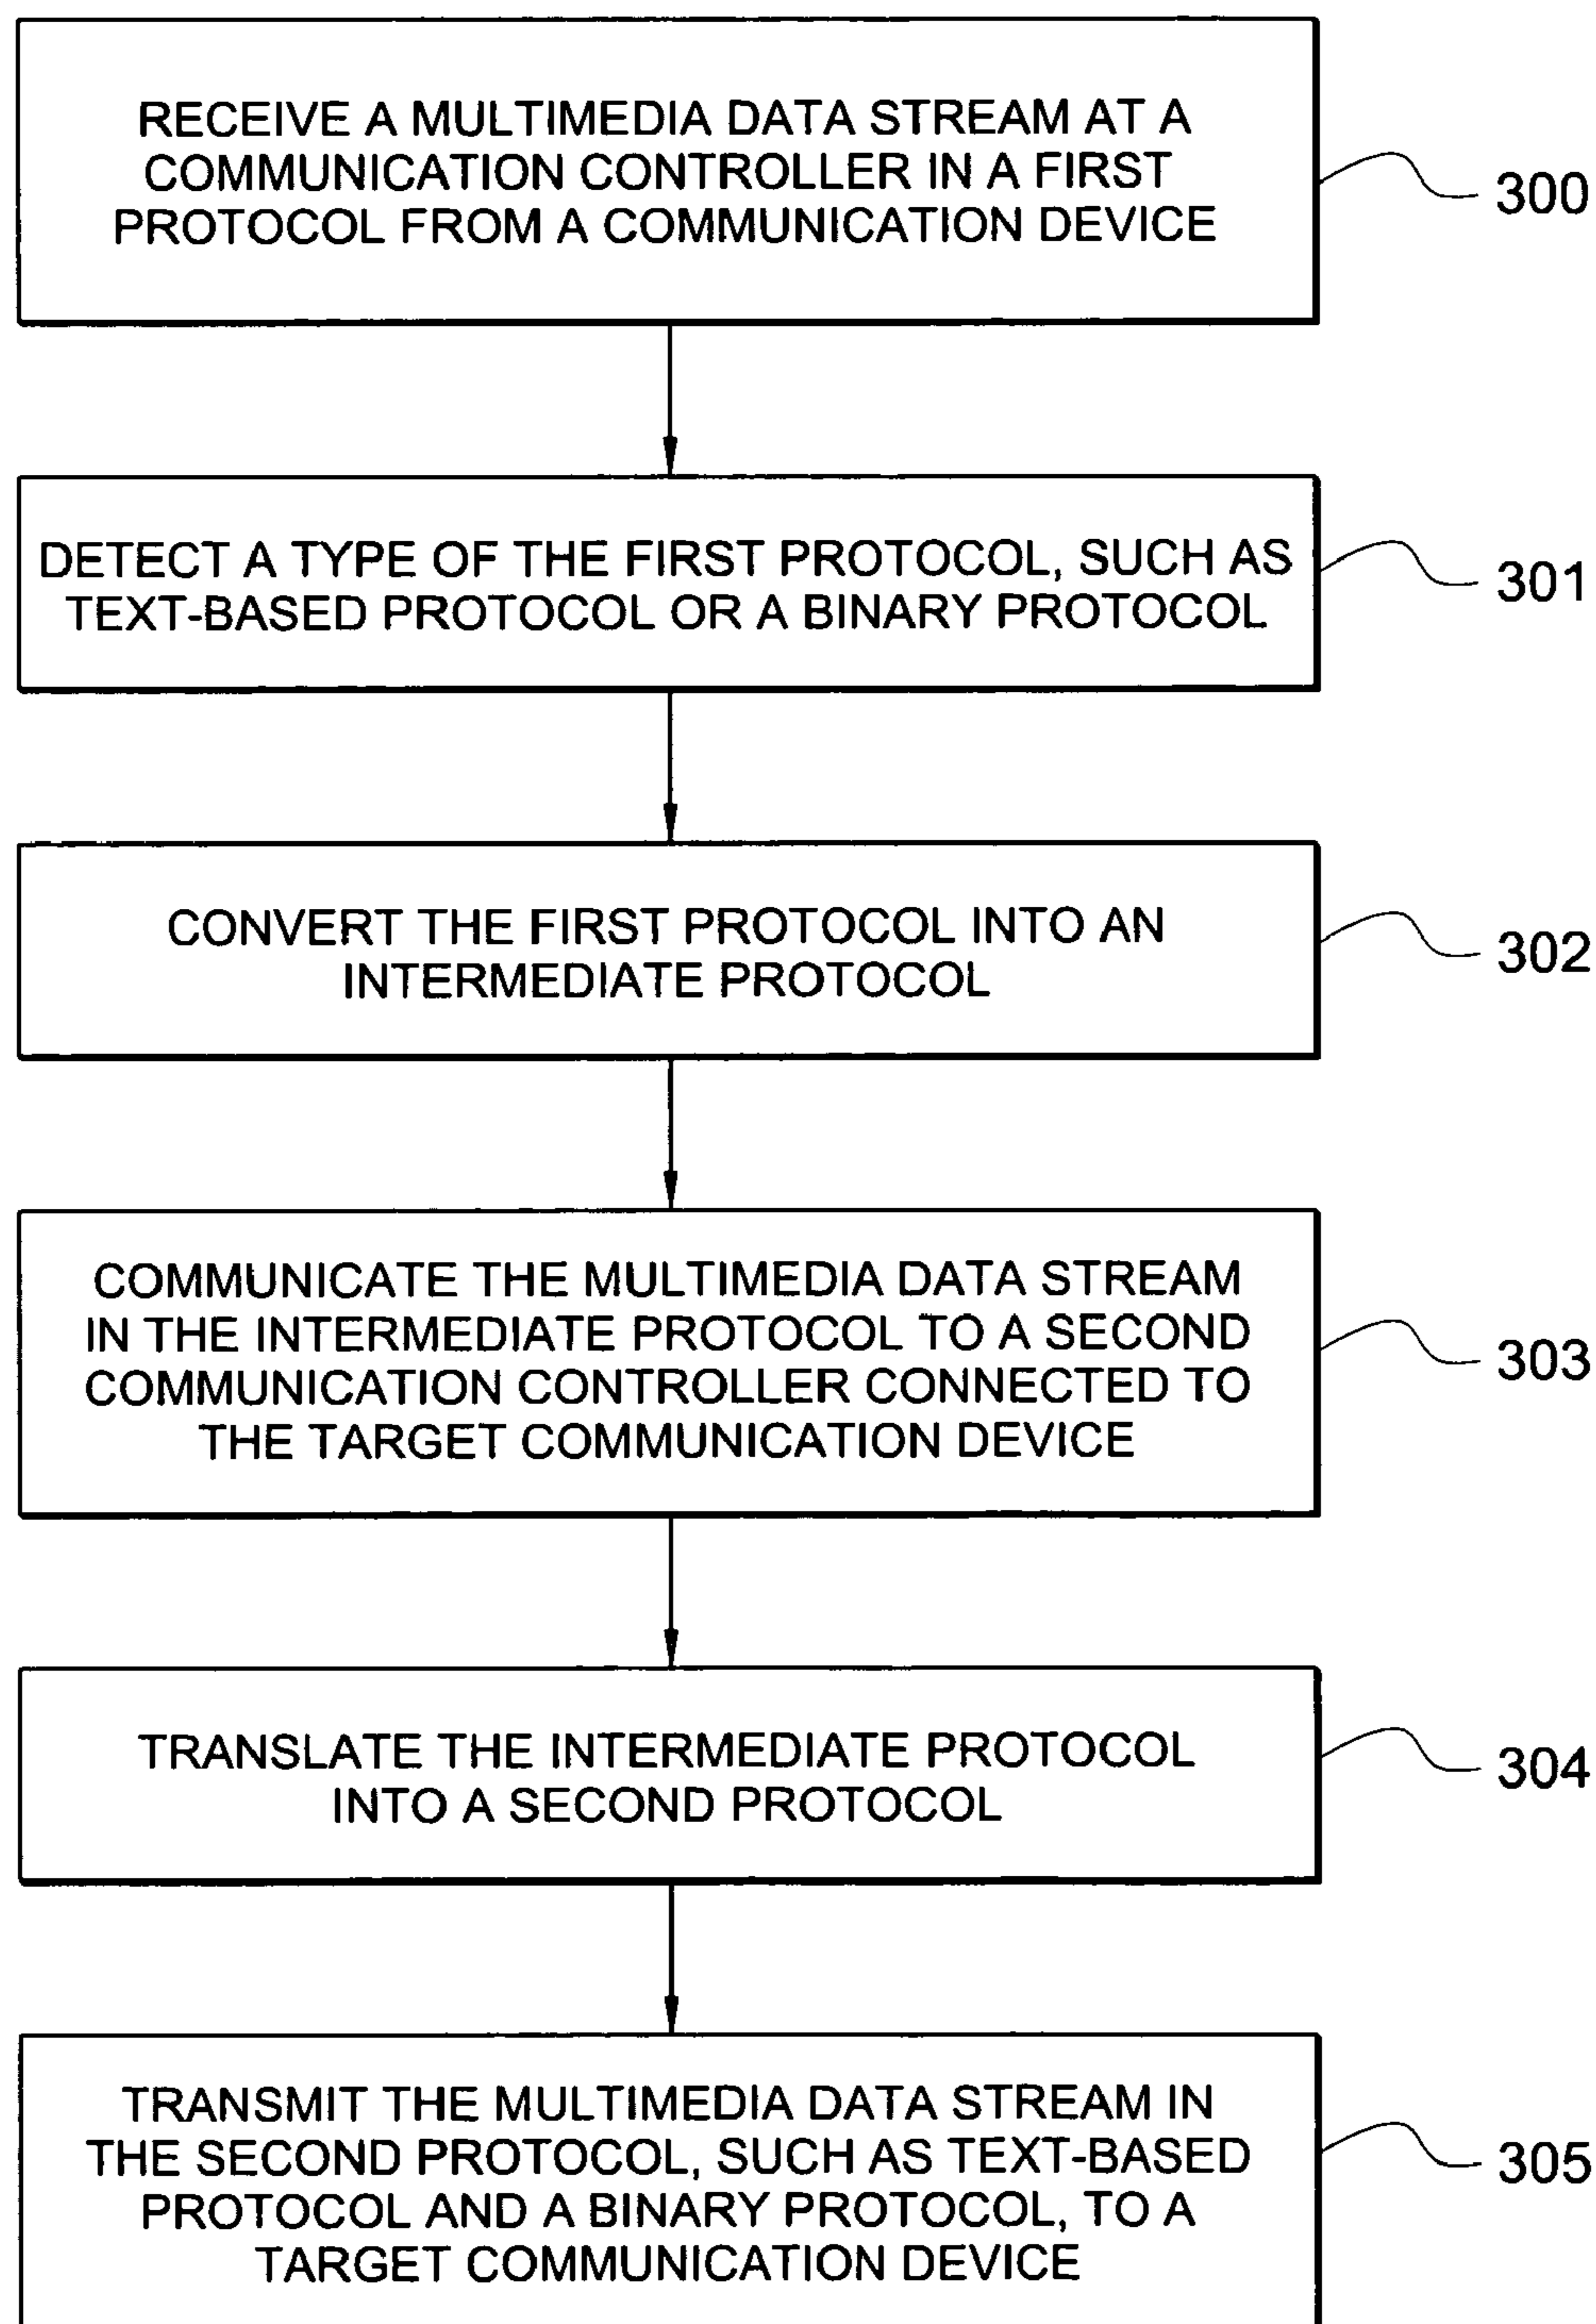 RECEIVE A MULTIMEDIA DATA STREAM AT A
COMMUNICATION CONTROLLER IN A FIRST
PROTOCOL FROM A COMMUNICATION DEVICE
300
DETECT A TYPE OF THE FIRST PROTOCOL, SUCH AS
TEXT-BASED PROTOCOL OR A BINARY PROTOCOL
301
CONVERT THE FIRST PROTOCOL INTO AN
INTERMEDIATE PROTOCOL
302
COMMUNICATE THE MULTIMEDIA DATA STREAM
IN THE INTERMEDIATE PROTOCOL TO A SECOND
COMMUNICATION CONTROLLER CONNECTED TO
THE TARGET COMMUNICATION DEVICE
303
TRANSLATE THE INTERMEDIATE PROTOCOL
INTO A SECOND PROTOCOL
304
TRANSMIT THE MULTIMEDIA DATA STREAM IN
THE SECOND PROTOCOL, SUCH AS TEXT-BASED
PROTOCOL AND A BINARY PROTOCOL, TO A
TARGET COMMUNICATION DEVICE
305